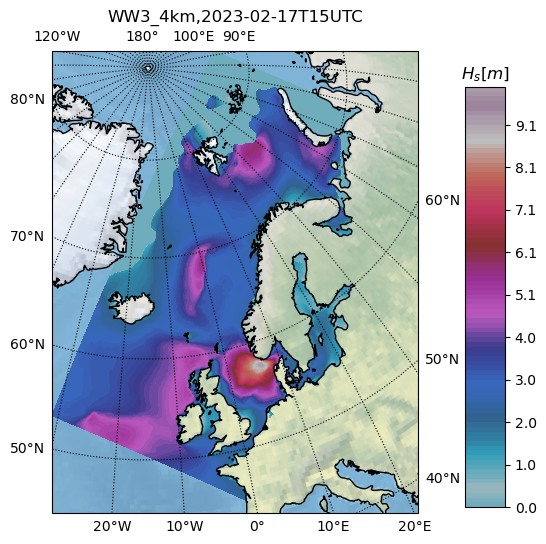 WW3_4km,2023-02-17T15UTC
120°W 180° 100°E 90°E
H_s[m]
80°N
9.1
8.1
60°N
7.1
70°N
6.1
5.1
4.0
60°N
50°N
3.0
2.0
50°N
1.0
40°N
0.0
20°W 10°W 0° 10°E 20°E